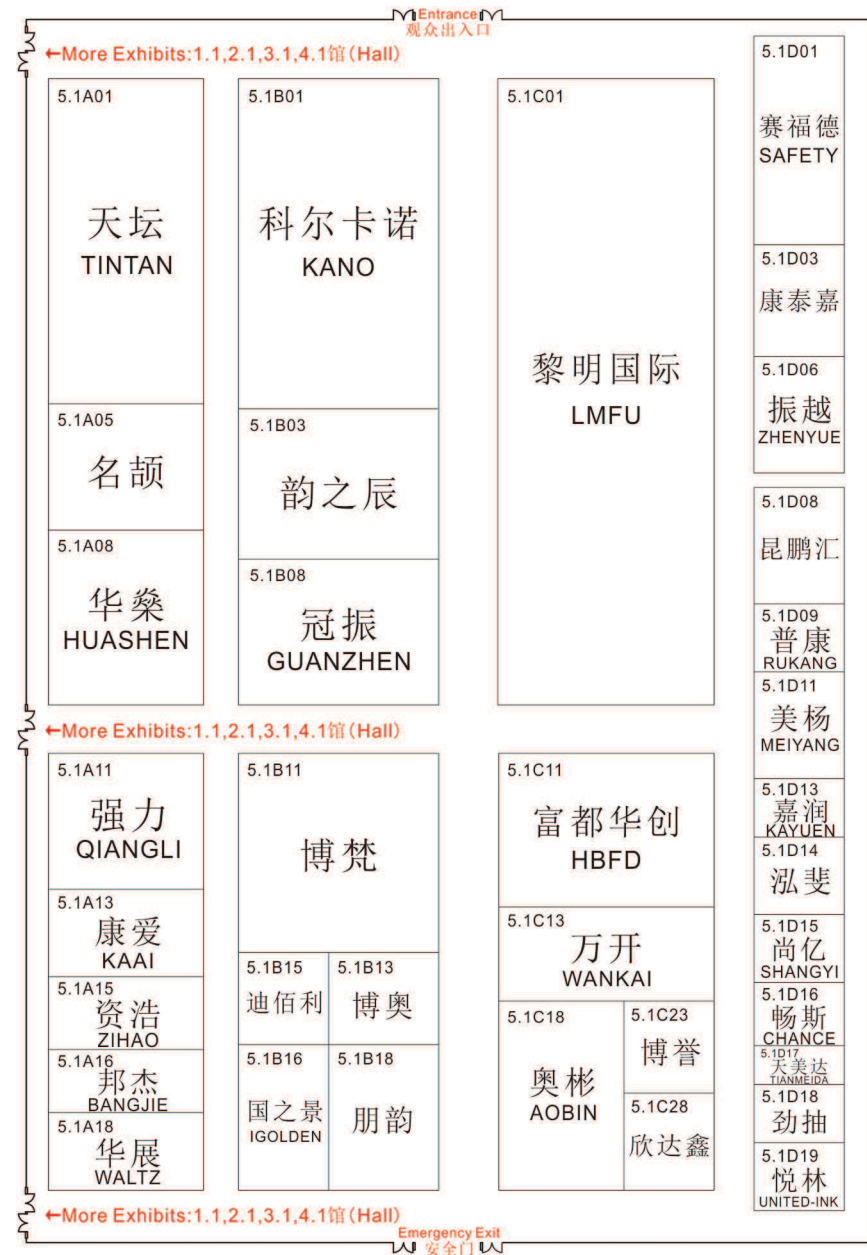 Entrance
观众出入口
←More Exhibits:1.1,2.1,3.1,4.1馆(Hall)
5.1A01
天坛
TINTAN
5.1A05
名颉
5.1A08
华燊
HUASHEN
5.1B01
科尔卡诺
KANO
5.1B03
韵之辰
5.1B08
冠振
GUANZHEN
5.1C01
黎明国际
LMFU
5.1D01
赛福德
SAFETY
5.1D03
康泰嘉
5.1D06
振越
ZHENYUE
5.1D08
昆鹏汇
5.1D09
普康
RUKANG
5.1D11
美杨
MEIYANG
5.1D13
嘉润
KAYUEN
5.1D14
泓斐
5.1D15
尚亿
SHANGYI
5.1D16
畅斯
CHANCE
5.1D17
天美达
TIANMEIDA
5.1D18
劲抽
5.1D19
悦林
UNITED-INK
←More Exhibits:1.1,2.1,3.1,4.1馆(Hall)
5.1A11
强力
QIANGLI
5.1A13
康爱
KAAI
5.1A15
资浩
ZIHAO
5.1A16
邦杰
BANGJIE
5.1A18
华展
WALTZ
5.1B11
博梵
5.1B15
迪佰利
5.1B13
博奥
5.1B16
国之景
IGOLDEN
5.1B18
朋韵
5.1C11
富都华创
HBFD
5.1C13
万开
WANKAI
5.1C18
奥彬
AOBIN
5.1C23
博誉
5.1C28
欣达鑫
←More Exhibits:1.1,2.1,3.1,4.1馆(Hall)
Emergency Exit
安全门